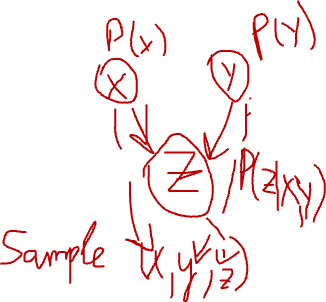 P(x) P(Y)
X Y
Z P(Z|X,Y)
Sample (x, y, z)